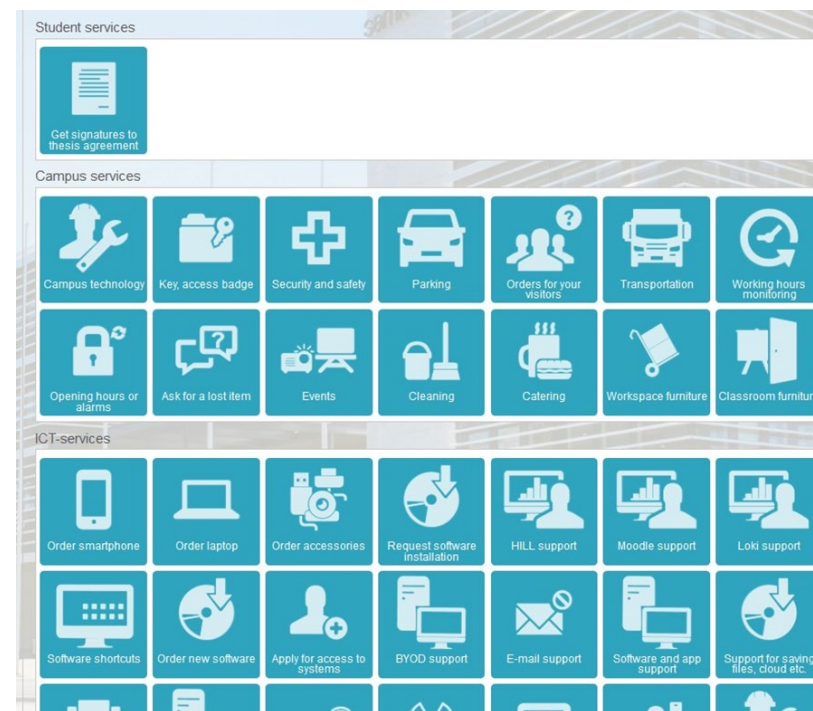 Student services
Get signatures to
thesis agreement
Campus services
Campus technology
Key, access badge
Security and safety
Parking
Orders for your
visitors
Transportation
Working hours
monitoring
Opening hours or
alarms
Ask for a lost item
Events
Cleaning
Catering
Workspace furniture
Classroom furnitur
ICT-services
Order smartphone
Order laptop
Order accessories
Request software
installation
HILL support
Moodle support
Loki support
Software shortcuts
Order new software
Apply for access to
systems
BYOD support
E-mail support
Software and app
support
Support for saving
files, cloud etc.